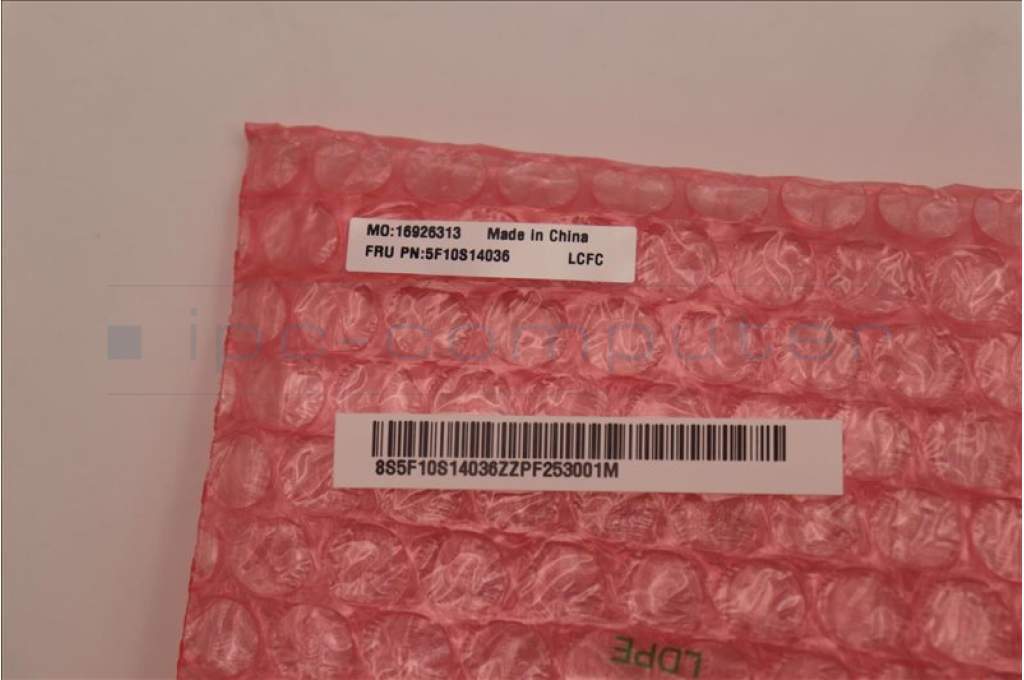 MO:16926313 Made in China
FRU PN:5F10S14036 LCFC
ipc-computer
8S5F10S14036ZZPF253001M
LDPE